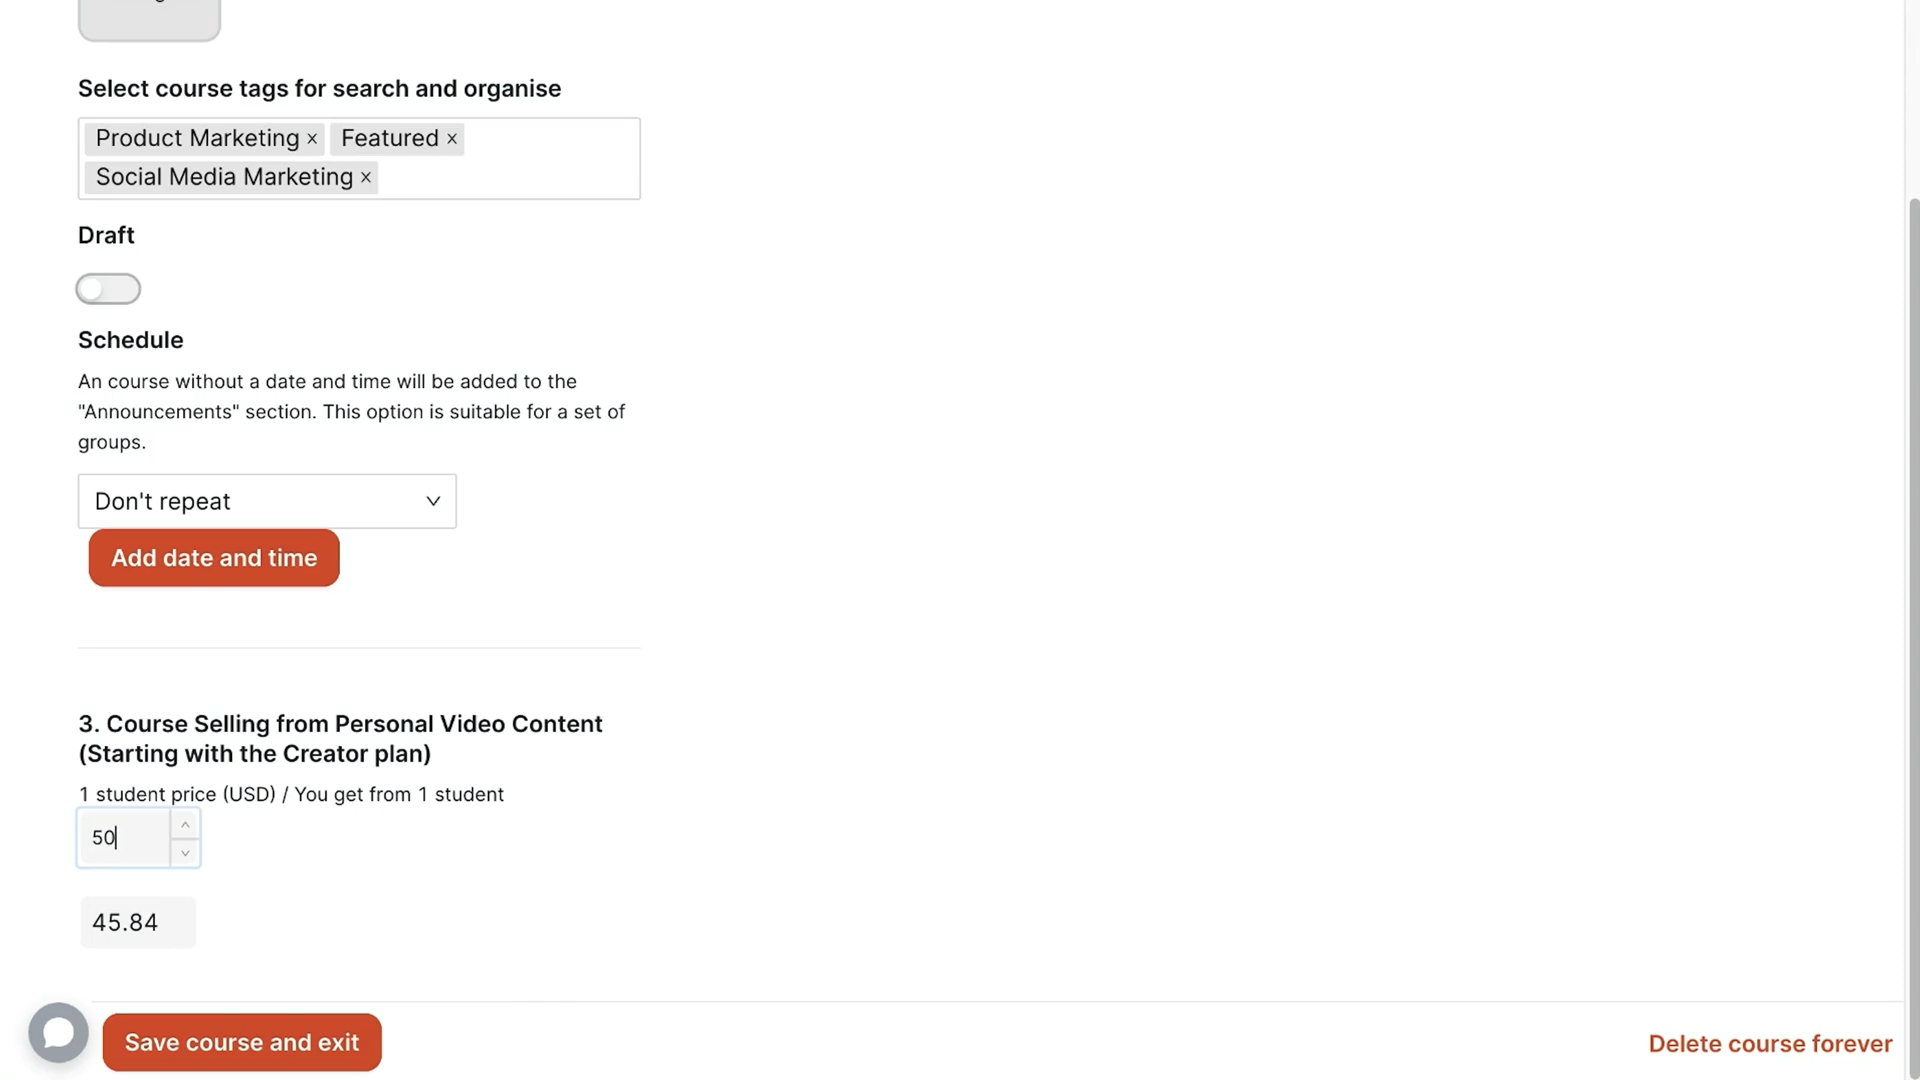 Select course tags for search and organise
Product Marketing × Featured ×
Social Media Marketing ×
Draft
Schedule
An course without a date and time will be added to the
"Announcements" section. This option is suitable for a set of
groups.
Don't repeat
Add date and time
3. Course Selling from Personal Video Content
(Starting with the Creator plan)
1 student price (USD) / You get from 1 student
50
45.84
Save course and exit
Delete course forever